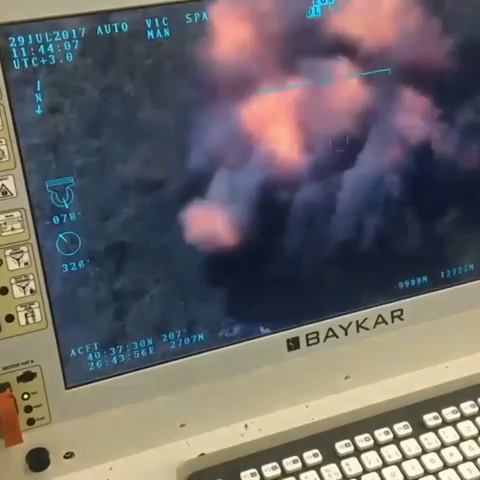 29JUL2017 AUTO VIC SPA
11:44:07 MAN
UTC+3.0
N
-078°
326°
ACFT
40:37:30N 207°
26:43:56E 2707M
-9999M
BAYKAR